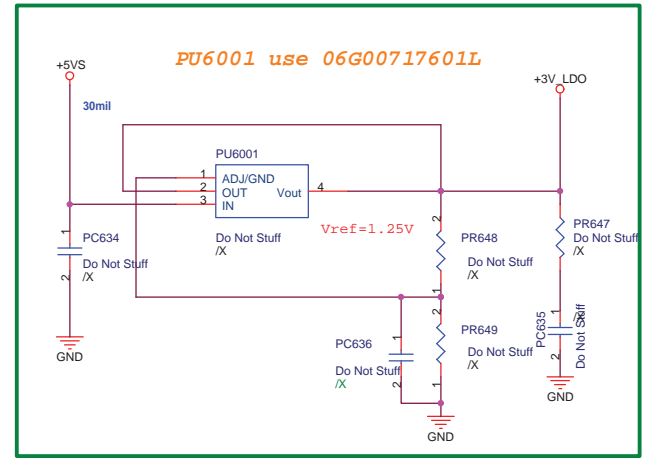 PU6001 use 06G00717601L
+5VS
+3V_LDO
30mil
PU6001
1
ADJ/GND
2
OUT
Vout
4
3
IN
Do Not Stuff
/X
Vref=1.25V
1
PC634
Do Not Stuff
/X
2
GND
2
PR648
Do Not Stuff
/X
1
PR647
Do Not Stuff
/X
2
PR649
Do Not Stuff
/X
1
1
PC636
Do Not Stuff
/X
2
GND
1
PC635
Do Not Stuff
/X
2
GND